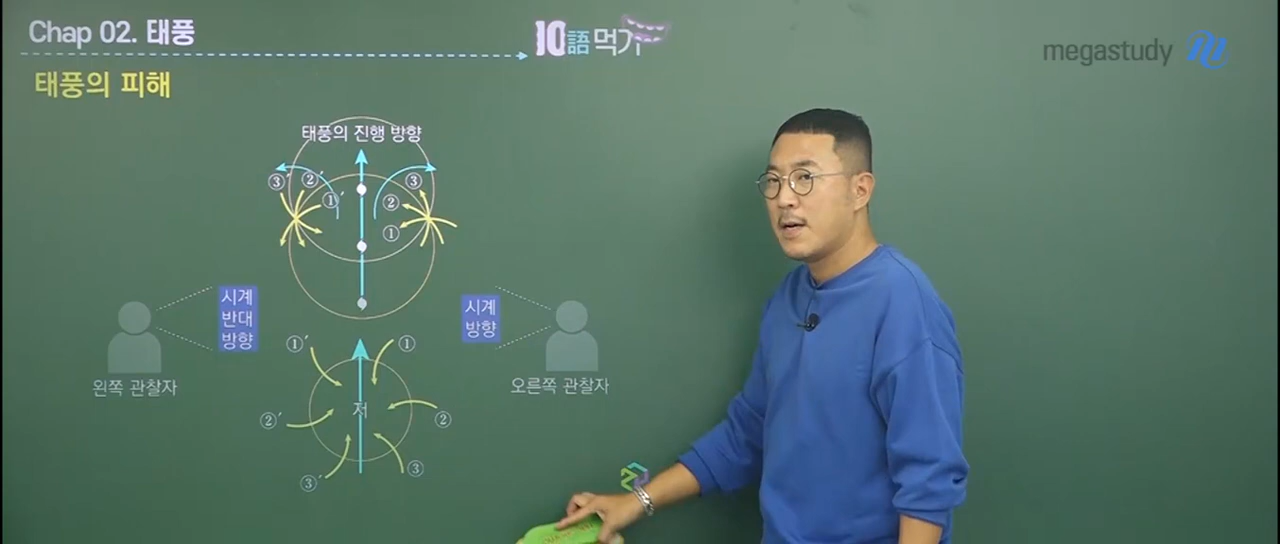 Chap 02. 태풍
10語 먹기
megastudy
태풍의 피해
태풍의 진행 방향
③′ ②′ ①′
③
②
①
시계
반대
방향
시계
방향
왼쪽 관찰자
오른쪽 관찰자
①′ ①
저
②′ ②
③′ ③